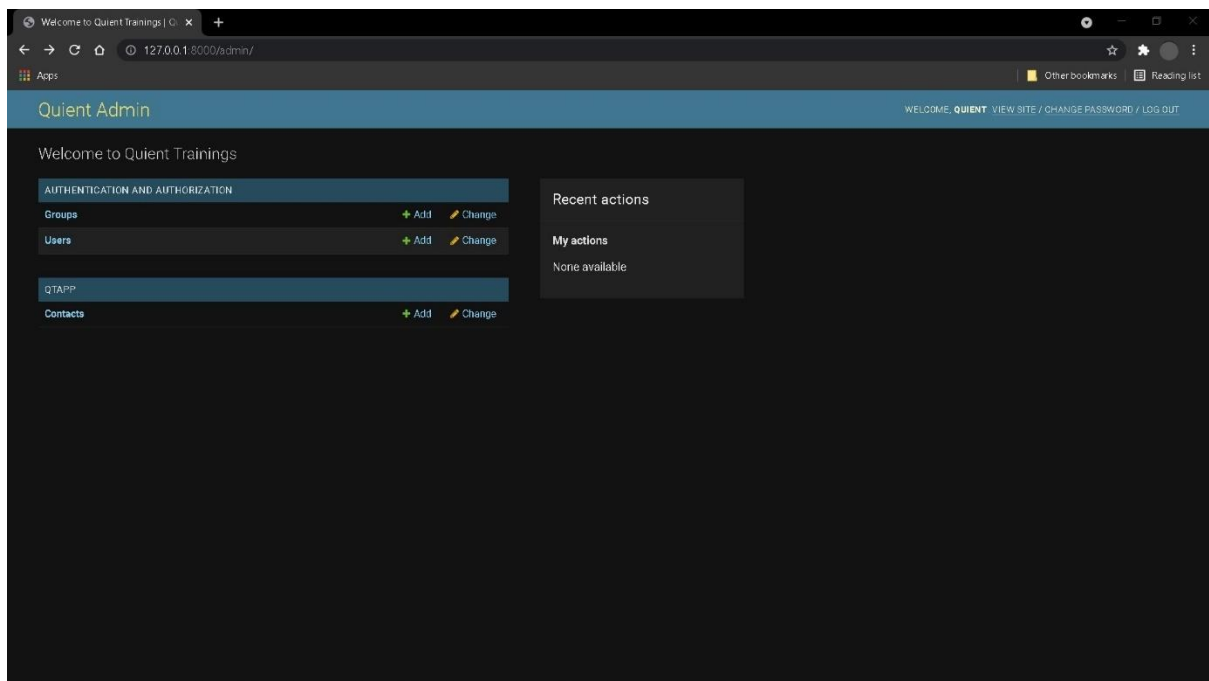 Welcome to Quient Trainings | Q
127.0.0.1:8000/admin/
Apps
Other bookmarks
Reading list
Quient Admin
WELCOME, QUIENT VIEW SITE / CHANGE PASSWORD / LOG OUT
Welcome to Quient Trainings
AUTHENTICATION AND AUTHORIZATION
Groups + Add Change
Users + Add Change
QTAPP
Contacts + Add Change
Recent actions
My actions
None available